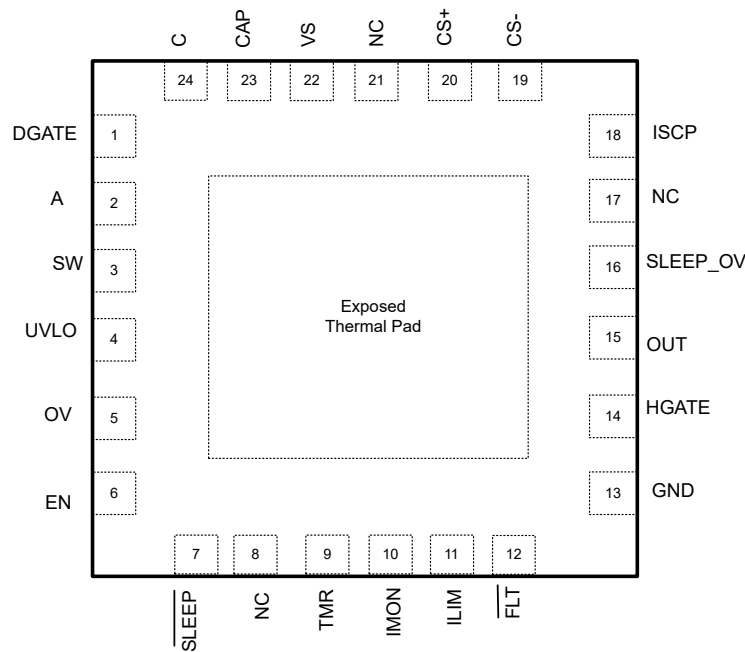 C
CAP
VS
NC
CS+
CS-
24
23
22
21
20
19
DGATE
1
18
ISCP
A
2
17
NC
SW
3
16
SLEEP_OV
Exposed
Thermal Pad
UVLO
4
15
OUT
OV
5
14
HGATE
EN
6
13
GND
7
8
9
10
11
12
SLEEP
NC
TMR
IMON
ILIM
FLT